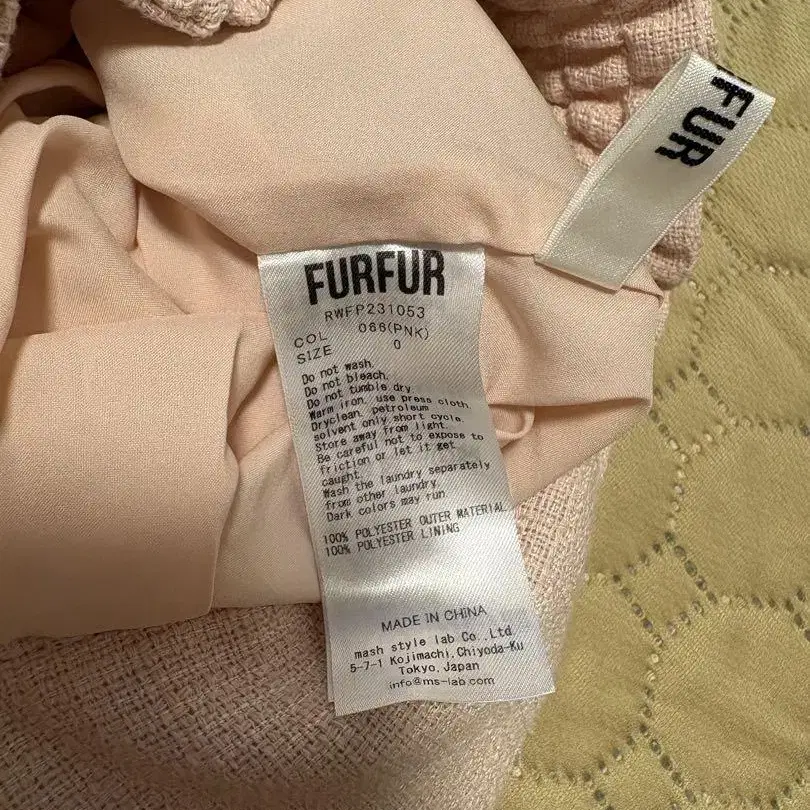 FUR
FURFUR
RWFP231053
COL 066(PNK)
SIZE 0
Do not wash.
Do not bleach.
Do not tumble dry
Warm iron, use press cloth.
Dryclean, petroleum
solvent only short cycle.
Store away from light.
Be careful not to expose to
friction or let it get
caught.
Wash the laundry separately
from other laundry.
Dark colors may run.
100% POLYESTER OUTER MATERIAL
100% POLYESTER LINING
MADE IN CHINA
mash style lab Co.,Ltd.
5-7-1 Kojimachi,Chiyoda-Ku
Tokyo,Japan
info@ms-lab.com